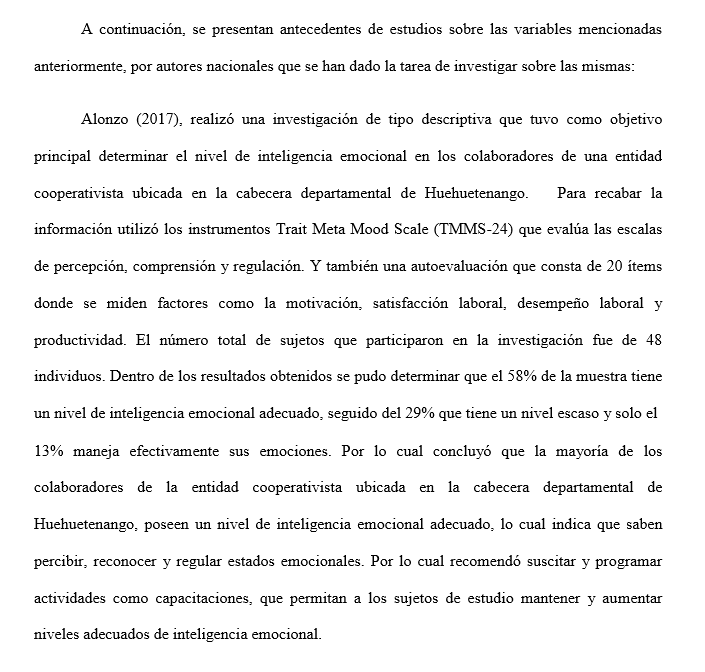 A continuación, se presentan antecedentes de estudios sobre las variables mencionadas
anteriormente, por autores nacionales que se han dado la tarea de investigar sobre las mismas:
Alonzo (2017), realizó una investigación de tipo descriptiva que tuvo como objetivo
principal determinar el nivel de inteligencia emocional en los colaboradores de una entidad
cooperativista ubicada en la cabecera departamental de Huehuetenango. Para recabar la
información utilizó los instrumentos Trait Meta Mood Scale (TMMS-24) que evalúa las escalas
de percepción, comprensión y regulación. Y también una autoevaluación que consta de 20 ítems
donde se miden factores como la motivación, satisfacción laboral, desempeño laboral y
productividad. El número total de sujetos que participaron en la investigación fue de 48
individuos. Dentro de los resultados obtenidos se pudo determinar que el 58% de la muestra tiene
un nivel de inteligencia emocional adecuado, seguido del 29% que tiene un nivel escaso y solo el
13% maneja efectivamente sus emociones. Por lo cual concluyó que la mayoría de los
colaboradores de la entidad cooperativista ubicada en la cabecera departamental de
Huehuetenango, poseen un nivel de inteligencia emocional adecuado, lo cual indica que saben
percibir, reconocer y regular estados emocionales. Por lo cual recomendó suscitar y programar
actividades como capacitaciones, que permitan a los sujetos de estudio mantener y aumentar
niveles adecuados de inteligencia emocional.